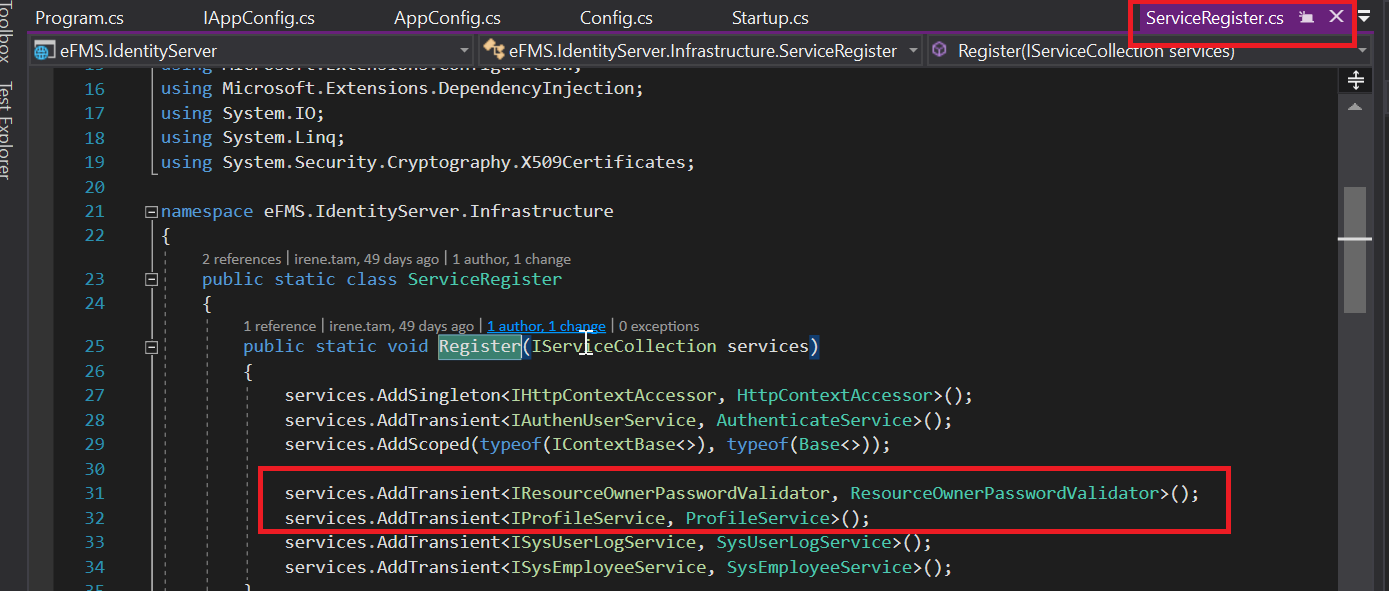 Toolbox
Test Explorer
Program.cs IAppConfig.cs AppConfig.cs Config.cs Startup.cs ServiceRegister.cs
eFMS.IdentityServer eFMS.IdentityServer.Infrastructure.ServiceRegister Register(IServiceCollection services)
15 using Microsoft.Extensions.Configuration;
16 using Microsoft.Extensions.DependencyInjection;
17 using System.IO;
18 using System.Linq;
19 using System.Security.Cryptography.X509Certificates;
20
21 namespace eFMS.IdentityServer.Infrastructure
22 {
2 references | irene.tam, 49 days ago | 1 author, 1 change
23 public static class ServiceRegister
24 {
1 reference | irene.tam, 49 days ago | 1 author, 1 change | 0 exceptions
25 public static void Register(IServiceCollection services)
26 {
27 services.AddSingleton<IHttpContextAccessor, HttpContextAccessor>();
28 services.AddTransient<IAuthenUserService, AuthenticateService>();
29 services.AddScoped(typeof(IContextBase<>), typeof(Base<>));
30
31 services.AddTransient<IResourceOwnerPasswordValidator, ResourceOwnerPasswordValidator>();
32 services.AddTransient<IProfileService, ProfileService>();
33 services.AddTransient<ISysUserLogService, SysUserLogService>();
34 services.AddTransient<ISysEmployeeService, SysEmployeeService>();
35 }